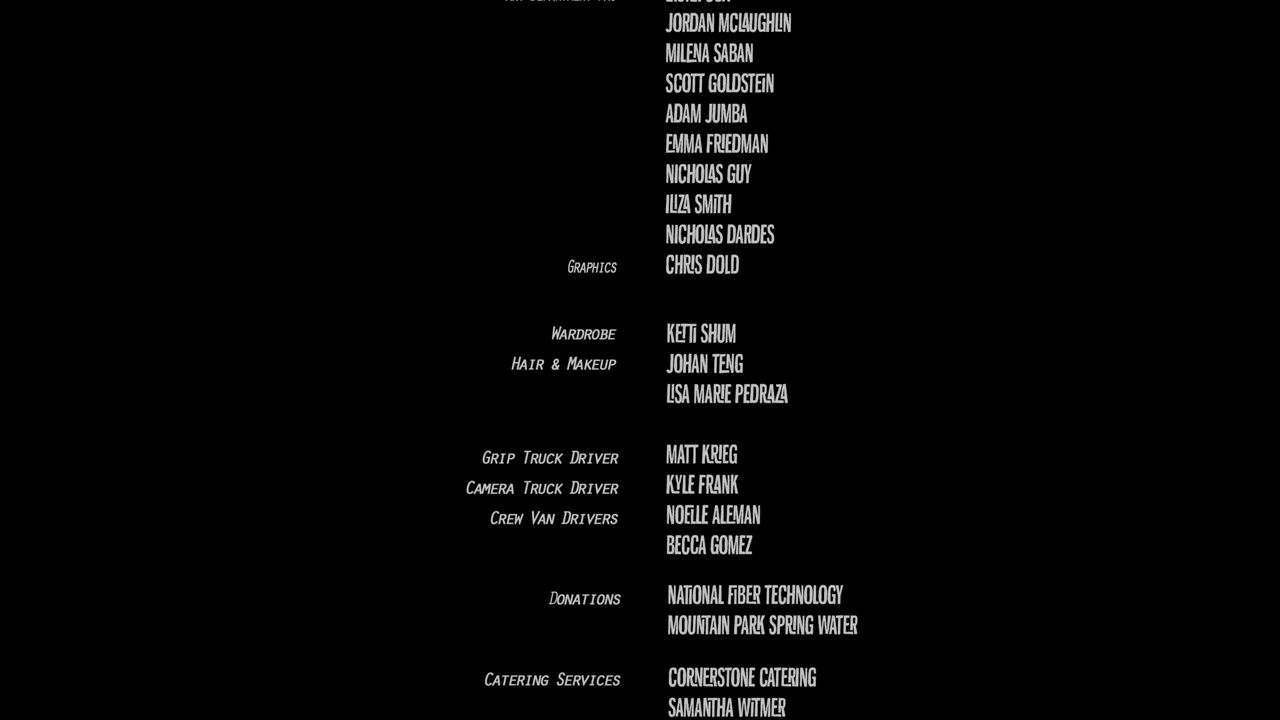 JORDAN MCLAUGHLIN
MILENA SABAN
SCOTT GOLDSTEIN
ADAM JUMBA
EMMA FRIEDMAN
NICHOLAS GUY
ILIZA SMITH
NICHOLAS DARDES
GRAPHICS CHRIS DOLD
WARDROBE KETTI SHUM
HAIR & MAKEUP JOHAN TENG
LISA MARIE PEDRAZA
GRIP TRUCK DRIVER MATT KRIEG
CAMERA TRUCK DRIVER KYLE FRANK
CREW VAN DRIVERS NOELLE ALEMAN
BECCA GOMEZ
DONATIONS NATIONAL FIBER TECHNOLOGY
MOUNTAIN PARK SPRING WATER
CATERING SERVICES CORNERSTONE CATERING
SAMANTHA WITMER